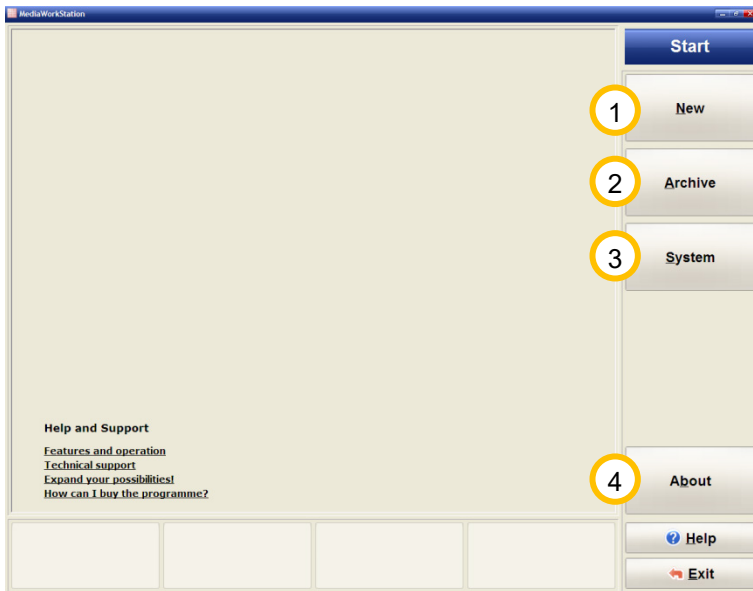 MediaWorkStation
Start
1
New
2
Archive
3
System
Help and Support
Features and operation
Technical support
Expand your possibilities!
How can I buy the programme?
4
About
Help
Exit